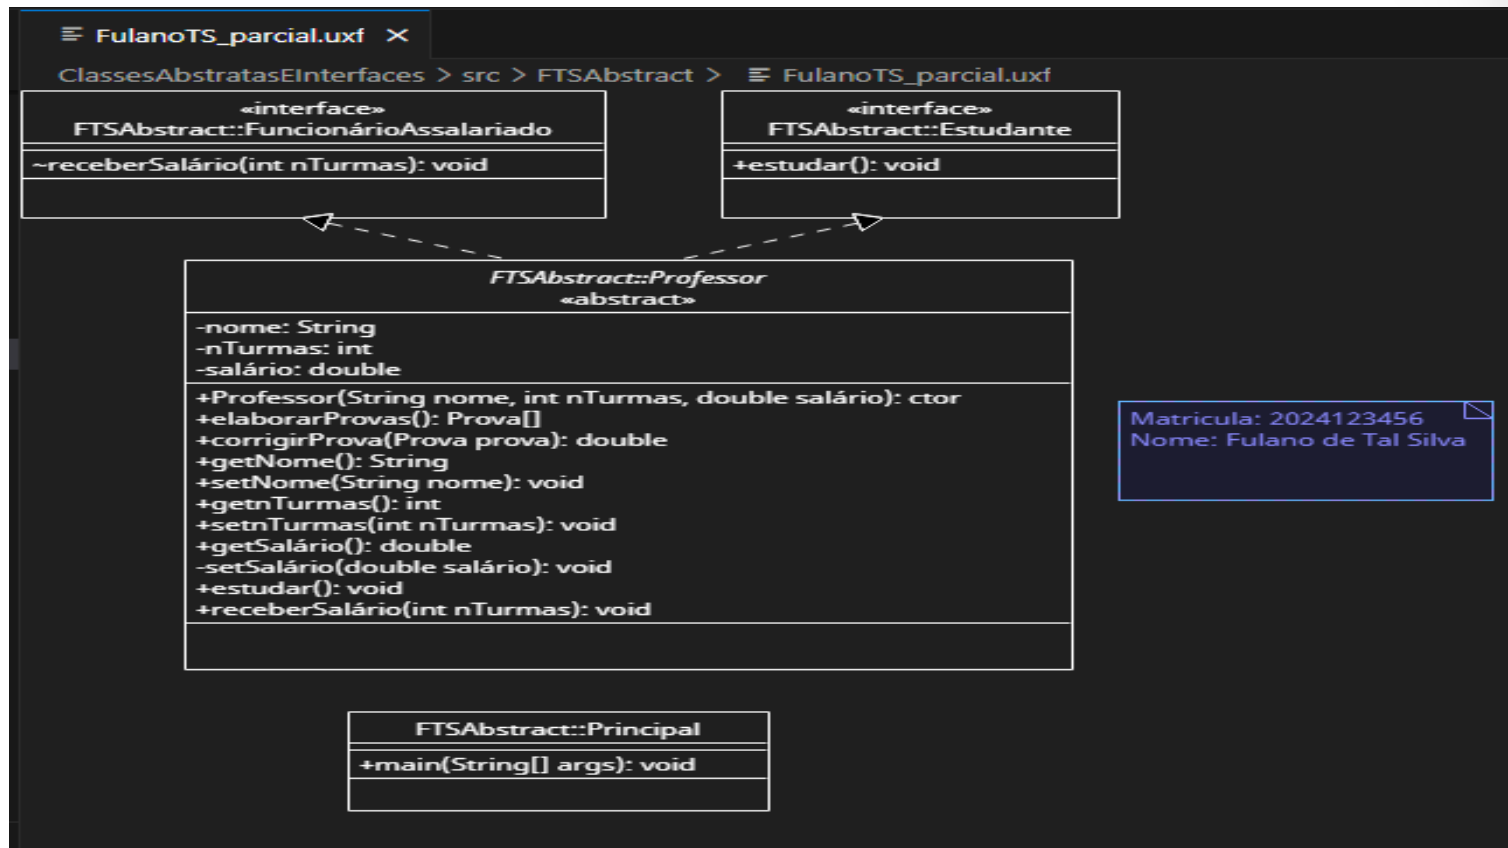 FulanoTS_parcial.uxf ×
ClassesAbstratasEInterfaces > src > FTSAbstract > FulanoTS_parcial.uxf
«interface»
FTSAbstract::FuncionárioAssalariado
~receberSalário(int nTurmas): void
«interface»
FTSAbstract::Estudante
+estudar(): void
FTSAbstract::Professor
«abstract»
-nome: String
-nTurmas: int
-salário: double
+Professor(String nome, int nTurmas, double salário): ctor
+elaborarProvas(): Prova[]
+corrigirProva(Prova prova): double
+getNome(): String
+setNome(String nome): void
+getnTurmas(): int
+setnTurmas(int nTurmas): void
+getSalário(): double
-setSalário(double salário): void
+estudar(): void
+receberSalário(int nTurmas): void
Matricula: 2024123456
Nome: Fulano de Tal Silva
FTSAbstract::Principal
+main(String[] args): void